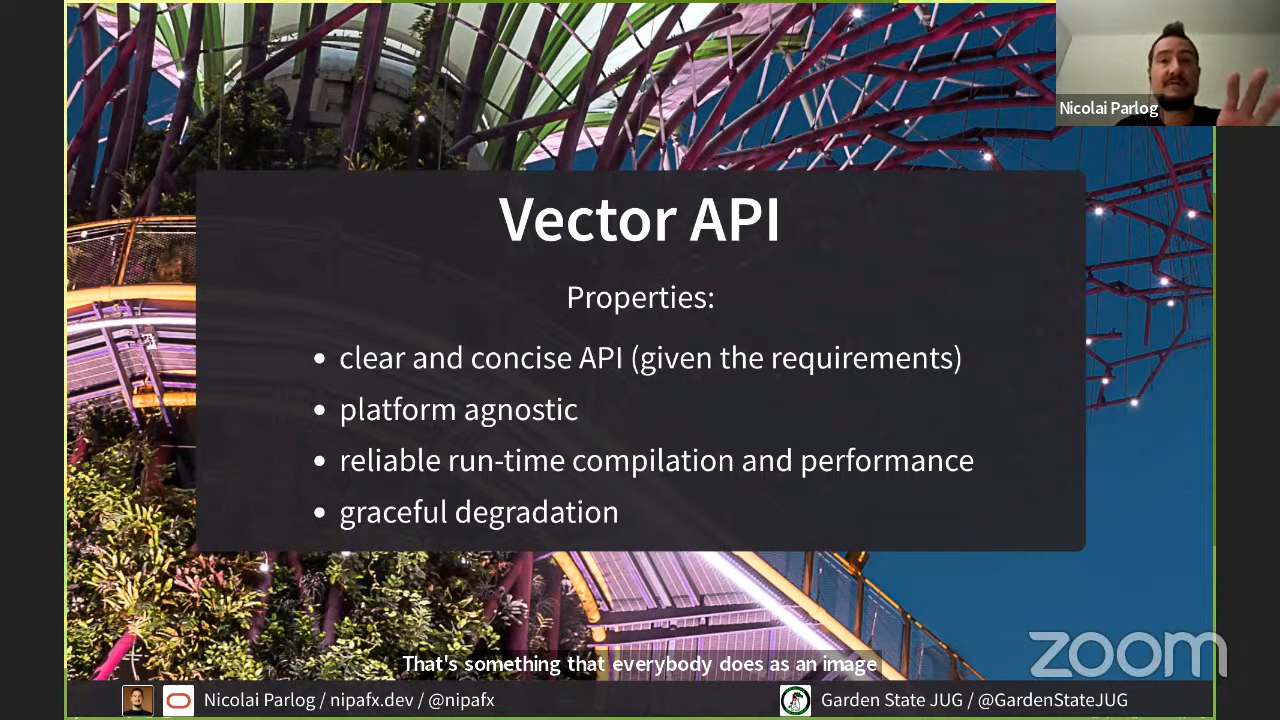 Nicolai Parlog
Vector API
Properties:
clear and concise API (given the requirements)
platform agnostic
reliable run-time compilation and performance
graceful degradation
zoom
That's something that everybody does as an image
Nicolai Parlog / nipafx.dev / @nipafx
Garden State JUG / @GardenStateJUG